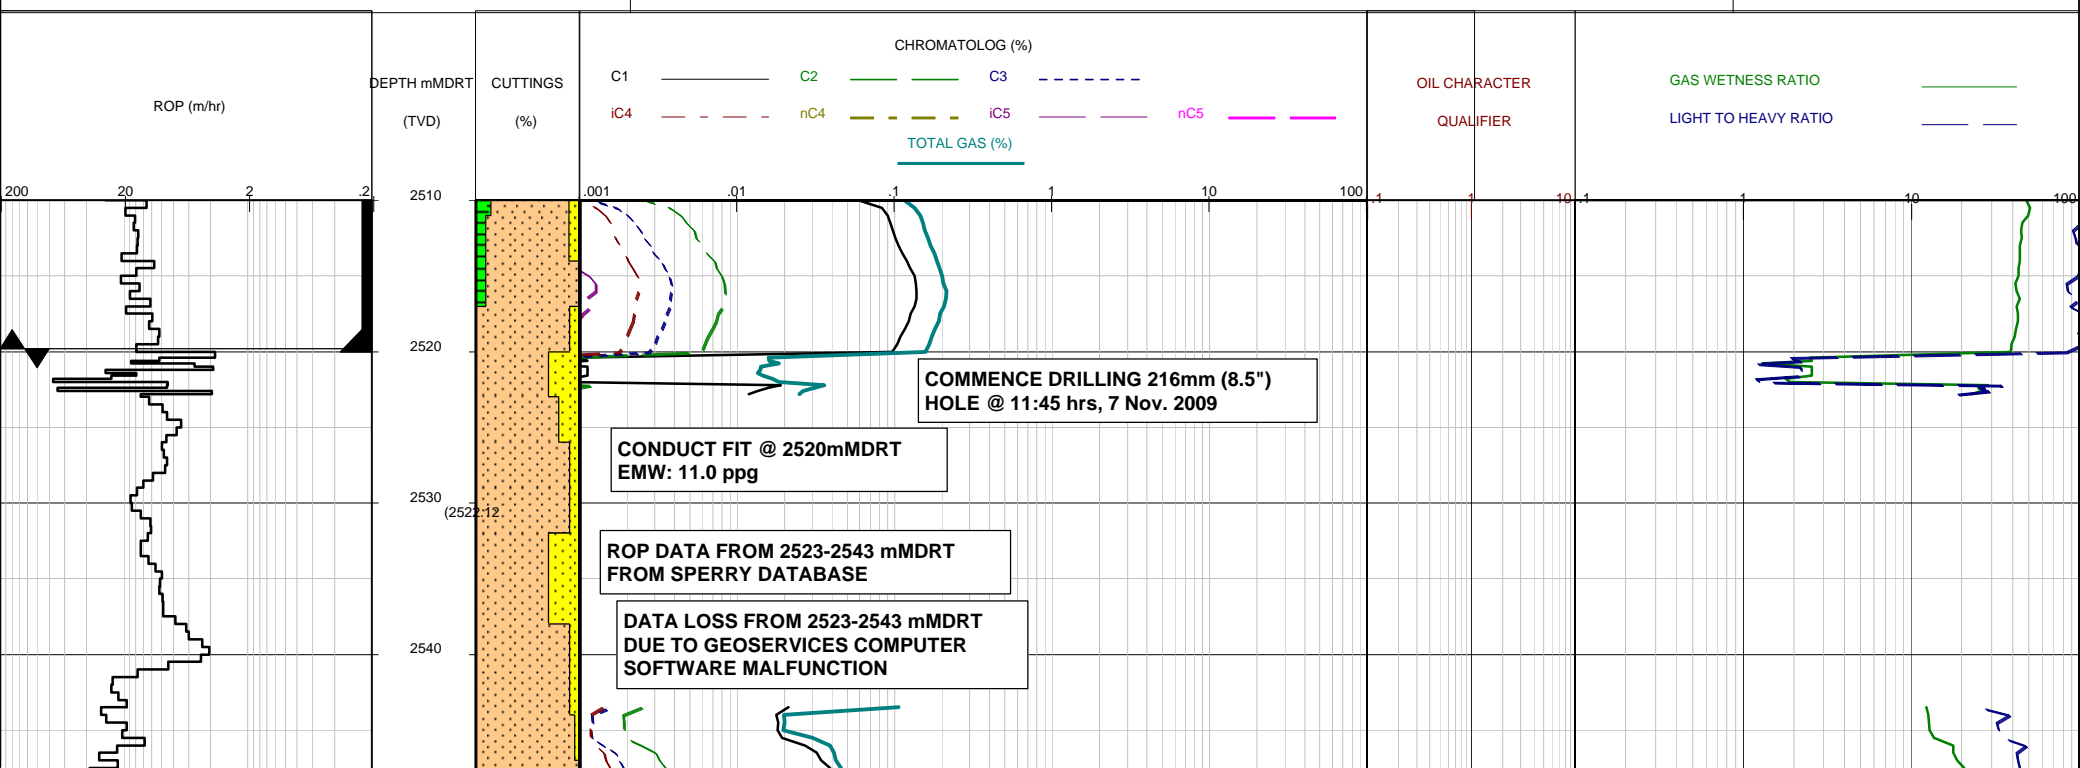 CHROMATOLOG (%)
C1 C2 C3
DEPTH mMDRT CUTTINGS OIL CHARACTER GAS WETNESS RATIO
ROP (m/hr)
iC4 nC4 iC5 nC5
(TVD) (%) QUALIFIER LIGHT TO HEAVY RATIO
TOTAL GAS (%)
200 20 2 .2 2510 .001 .01 .1 1 10 100 .1 1 10 .1 1 10 100
2520
COMMENCE DRILLING 216mm (8.5")
HOLE @ 11:45 hrs, 7 Nov. 2009
CONDUCT FIT @ 2520mMDRT
EMW: 11.0 ppg
2530
(2522.12
ROP DATA FROM 2523-2543 mMDRT
FROM SPERRY DATABASE
DATA LOSS FROM 2523-2543 mMDRT
DUE TO GEOSERVICES COMPUTER
SOFTWARE MALFUNCTION
2540